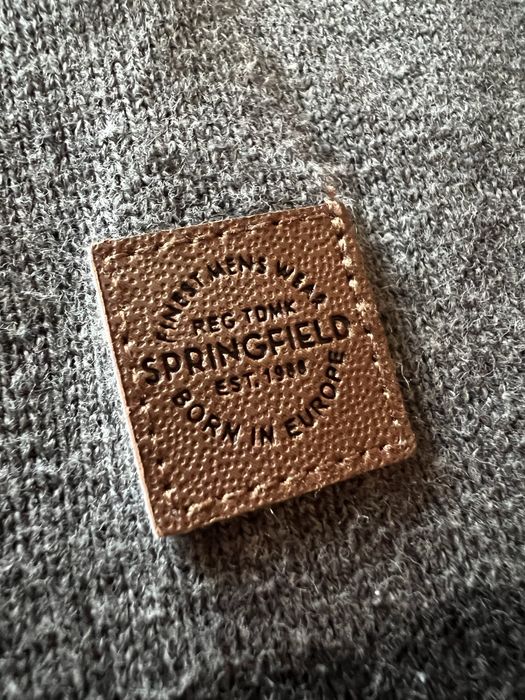 FINEST MENS WEAR
REG TDMK
SPRINGFIELD
EST. 1988
BORN IN EUROPE